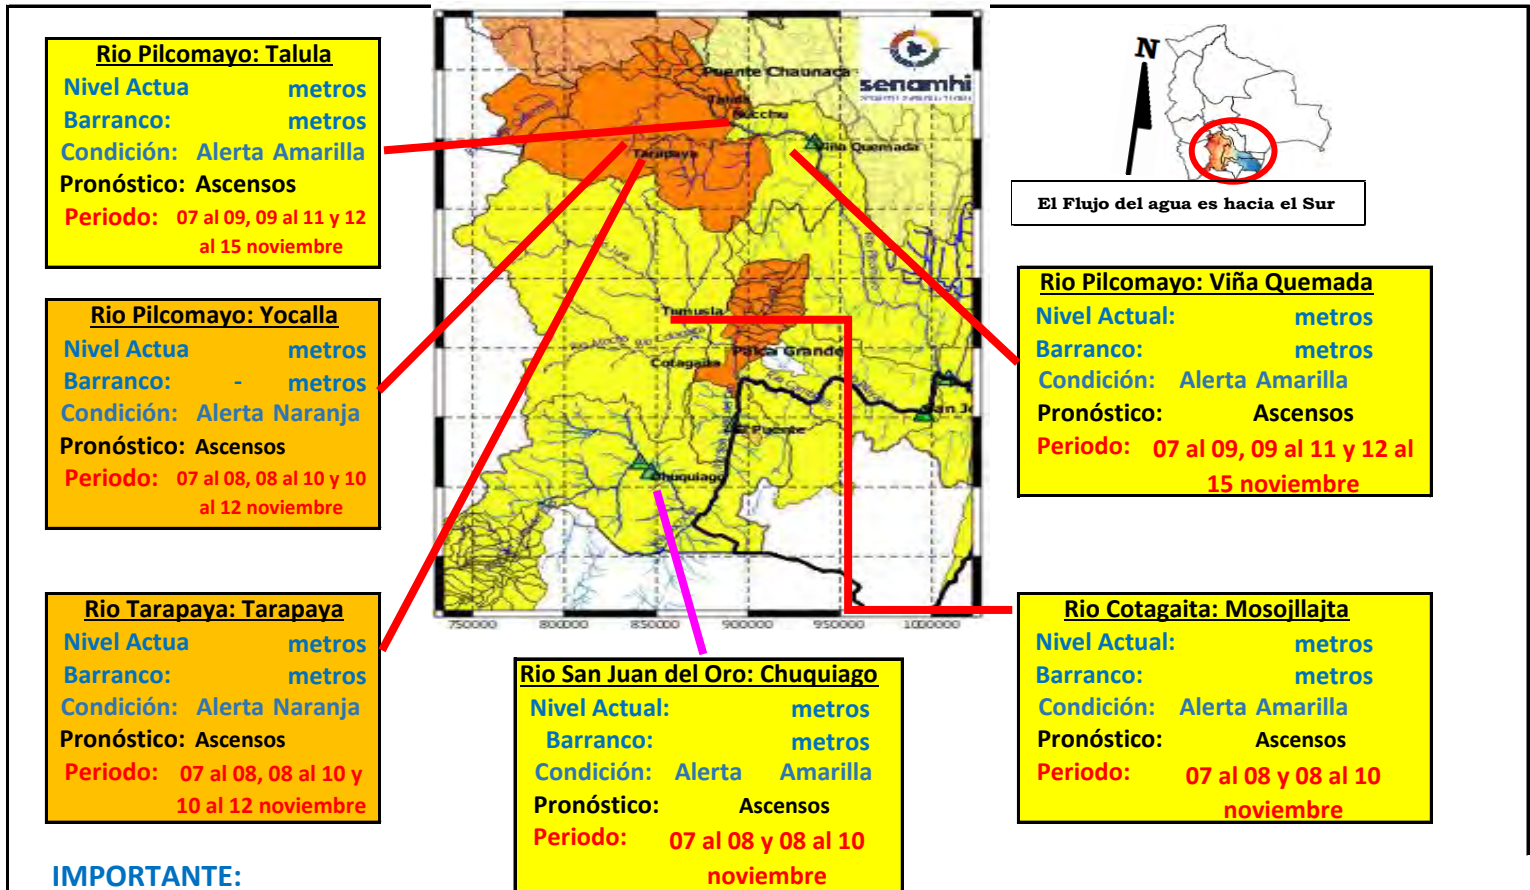 Rio Pilcomayo: Talula
Nivel Actua metros
Barranco: metros
Condición: Alerta Amarilla
Pronóstico: Ascensos
Periodo: 07 al 09, 09 al 11 y 12
al 15 noviembre
Rio Pilcomayo: Yocalla
Nivel Actua metros
Barranco: - metros
Condición: Alerta Naranja
Pronóstico: Ascensos
Periodo: 07 al 08, 08 al 10 y 10
al 12 noviembre
Rio Tarapaya: Tarapaya
Nivel Actua metros
Barranco: metros
Condición: Alerta Naranja
Pronóstico: Ascensos
Periodo: 07 al 08, 08 al 10 y
10 al 12 noviembre
IMPORTANTE:
senamhi
Puente Chaunaca
Talula
Viña Quemada
Tarapaya
Tumusla
Palca Grande
Cotagaita
San J
El Puente
Chuquiago
750000 800000 850000 900000 950000 1000000
Rio San Juan del Oro: Chuquiago
Nivel Actual: metros
Barranco: metros
Condición: Alerta Amarilla
Pronóstico: Ascensos
Periodo: 07 al 08 y 08 al 10
noviembre
N
El Flujo del agua es hacia el Sur
Rio Pilcomayo: Viña Quemada
Nivel Actual: metros
Barranco: metros
Condición: Alerta Amarilla
Pronóstico: Ascensos
Periodo: 07 al 09, 09 al 11 y 12 al
15 noviembre
Rio Cotagaita: Mosojllajta
Nivel Actual: metros
Barranco: metros
Condición: Alerta Amarilla
Pronóstico: Ascensos
Periodo: 07 al 08 y 08 al 10
noviembre